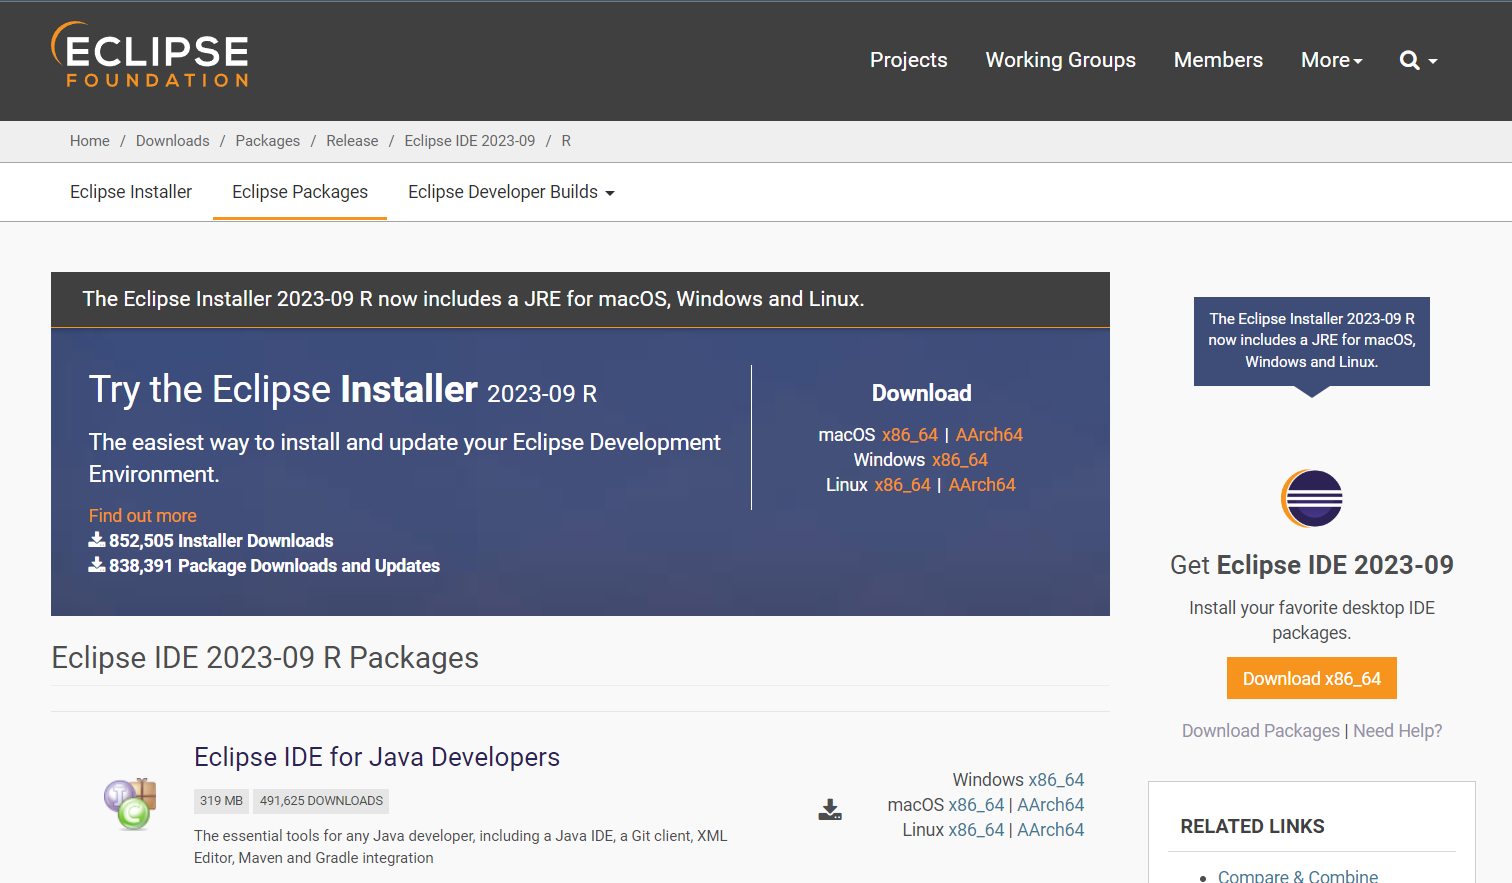 ECLIPSE
FOUNDATION
Projects
Working Groups
Members
More
Home / Downloads / Packages / Release / Eclipse IDE 2023-09 / R
Eclipse Installer
Eclipse Packages
Eclipse Developer Builds
The Eclipse Installer 2023-09 R now includes a JRE for macOS, Windows and Linux.
Try the Eclipse Installer 2023-09 R
The easiest way to install and update your Eclipse Development
Environment.
Find out more
852,505 Installer Downloads
838,391 Package Downloads and Updates
Download
macOS x86_64 | AArch64
Windows x86_64
Linux x86_64 | AArch64
Eclipse IDE 2023-09 R Packages
Eclipse IDE for Java Developers
319 MB
491,625 DOWNLOADS
The essential tools for any Java developer, including a Java IDE, a Git client, XML
Editor, Maven and Gradle integration
Windows x86_64
macOS x86_64 | AArch64
Linux x86_64 | AArch64
The Eclipse Installer 2023-09 R
now includes a JRE for macOS,
Windows and Linux.
Get Eclipse IDE 2023-09
Install your favorite desktop IDE
packages.
Download x86_64
Download Packages | Need Help?
RELATED LINKS
Compare & Combine